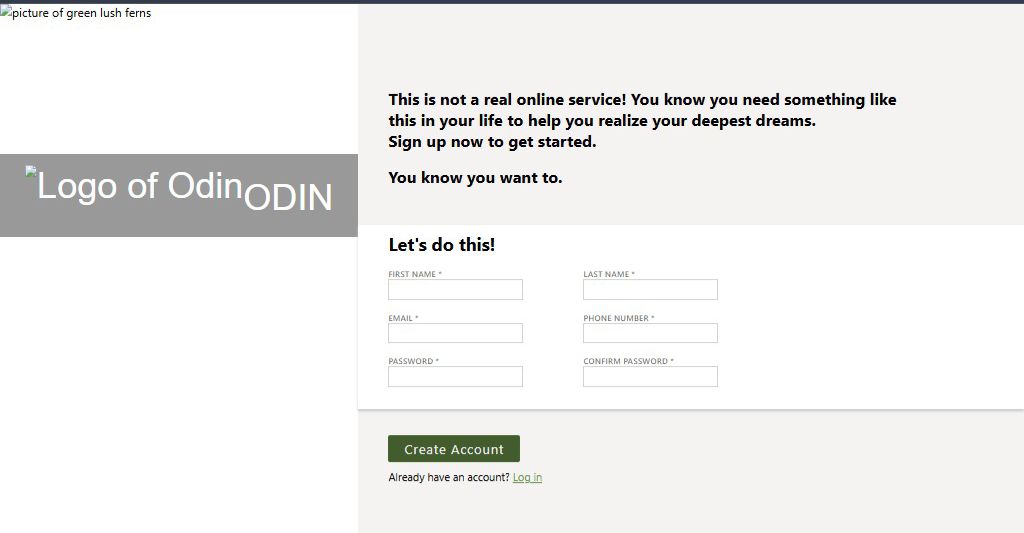 picture of green lush ferns
Logo of Odin ODIN
This is not a real online service! You know you need something like
this in your life to help you realize your deepest dreams.
Sign up now to get started.
You know you want to.
Let's do this!
FIRST NAME *
LAST NAME *
EMAIL *
PHONE NUMBER *
PASSWORD *
CONFIRM PASSWORD *
Create Account
Already have an account? Log in